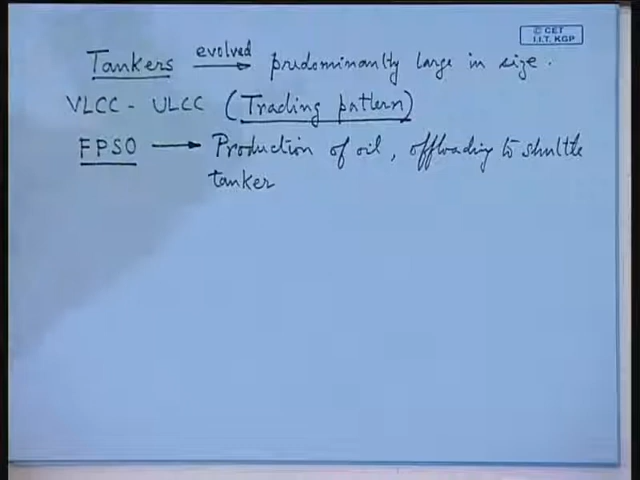 © CET
I.I.T. KGP
Tankers evolved → predominantly large in size.
VLCC - ULCC (Trading pattern)
FPSO → Production of oil, offloading to shuttle
tanker